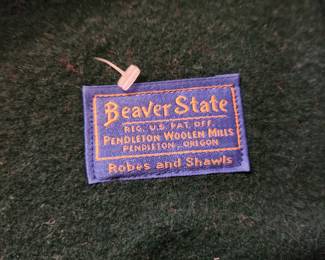 Beaver State
REG. U.S. PAT. OFF.
PENDLETON WOOLEN MILLS
PENDLETON, OREGON
Robes and Shawls